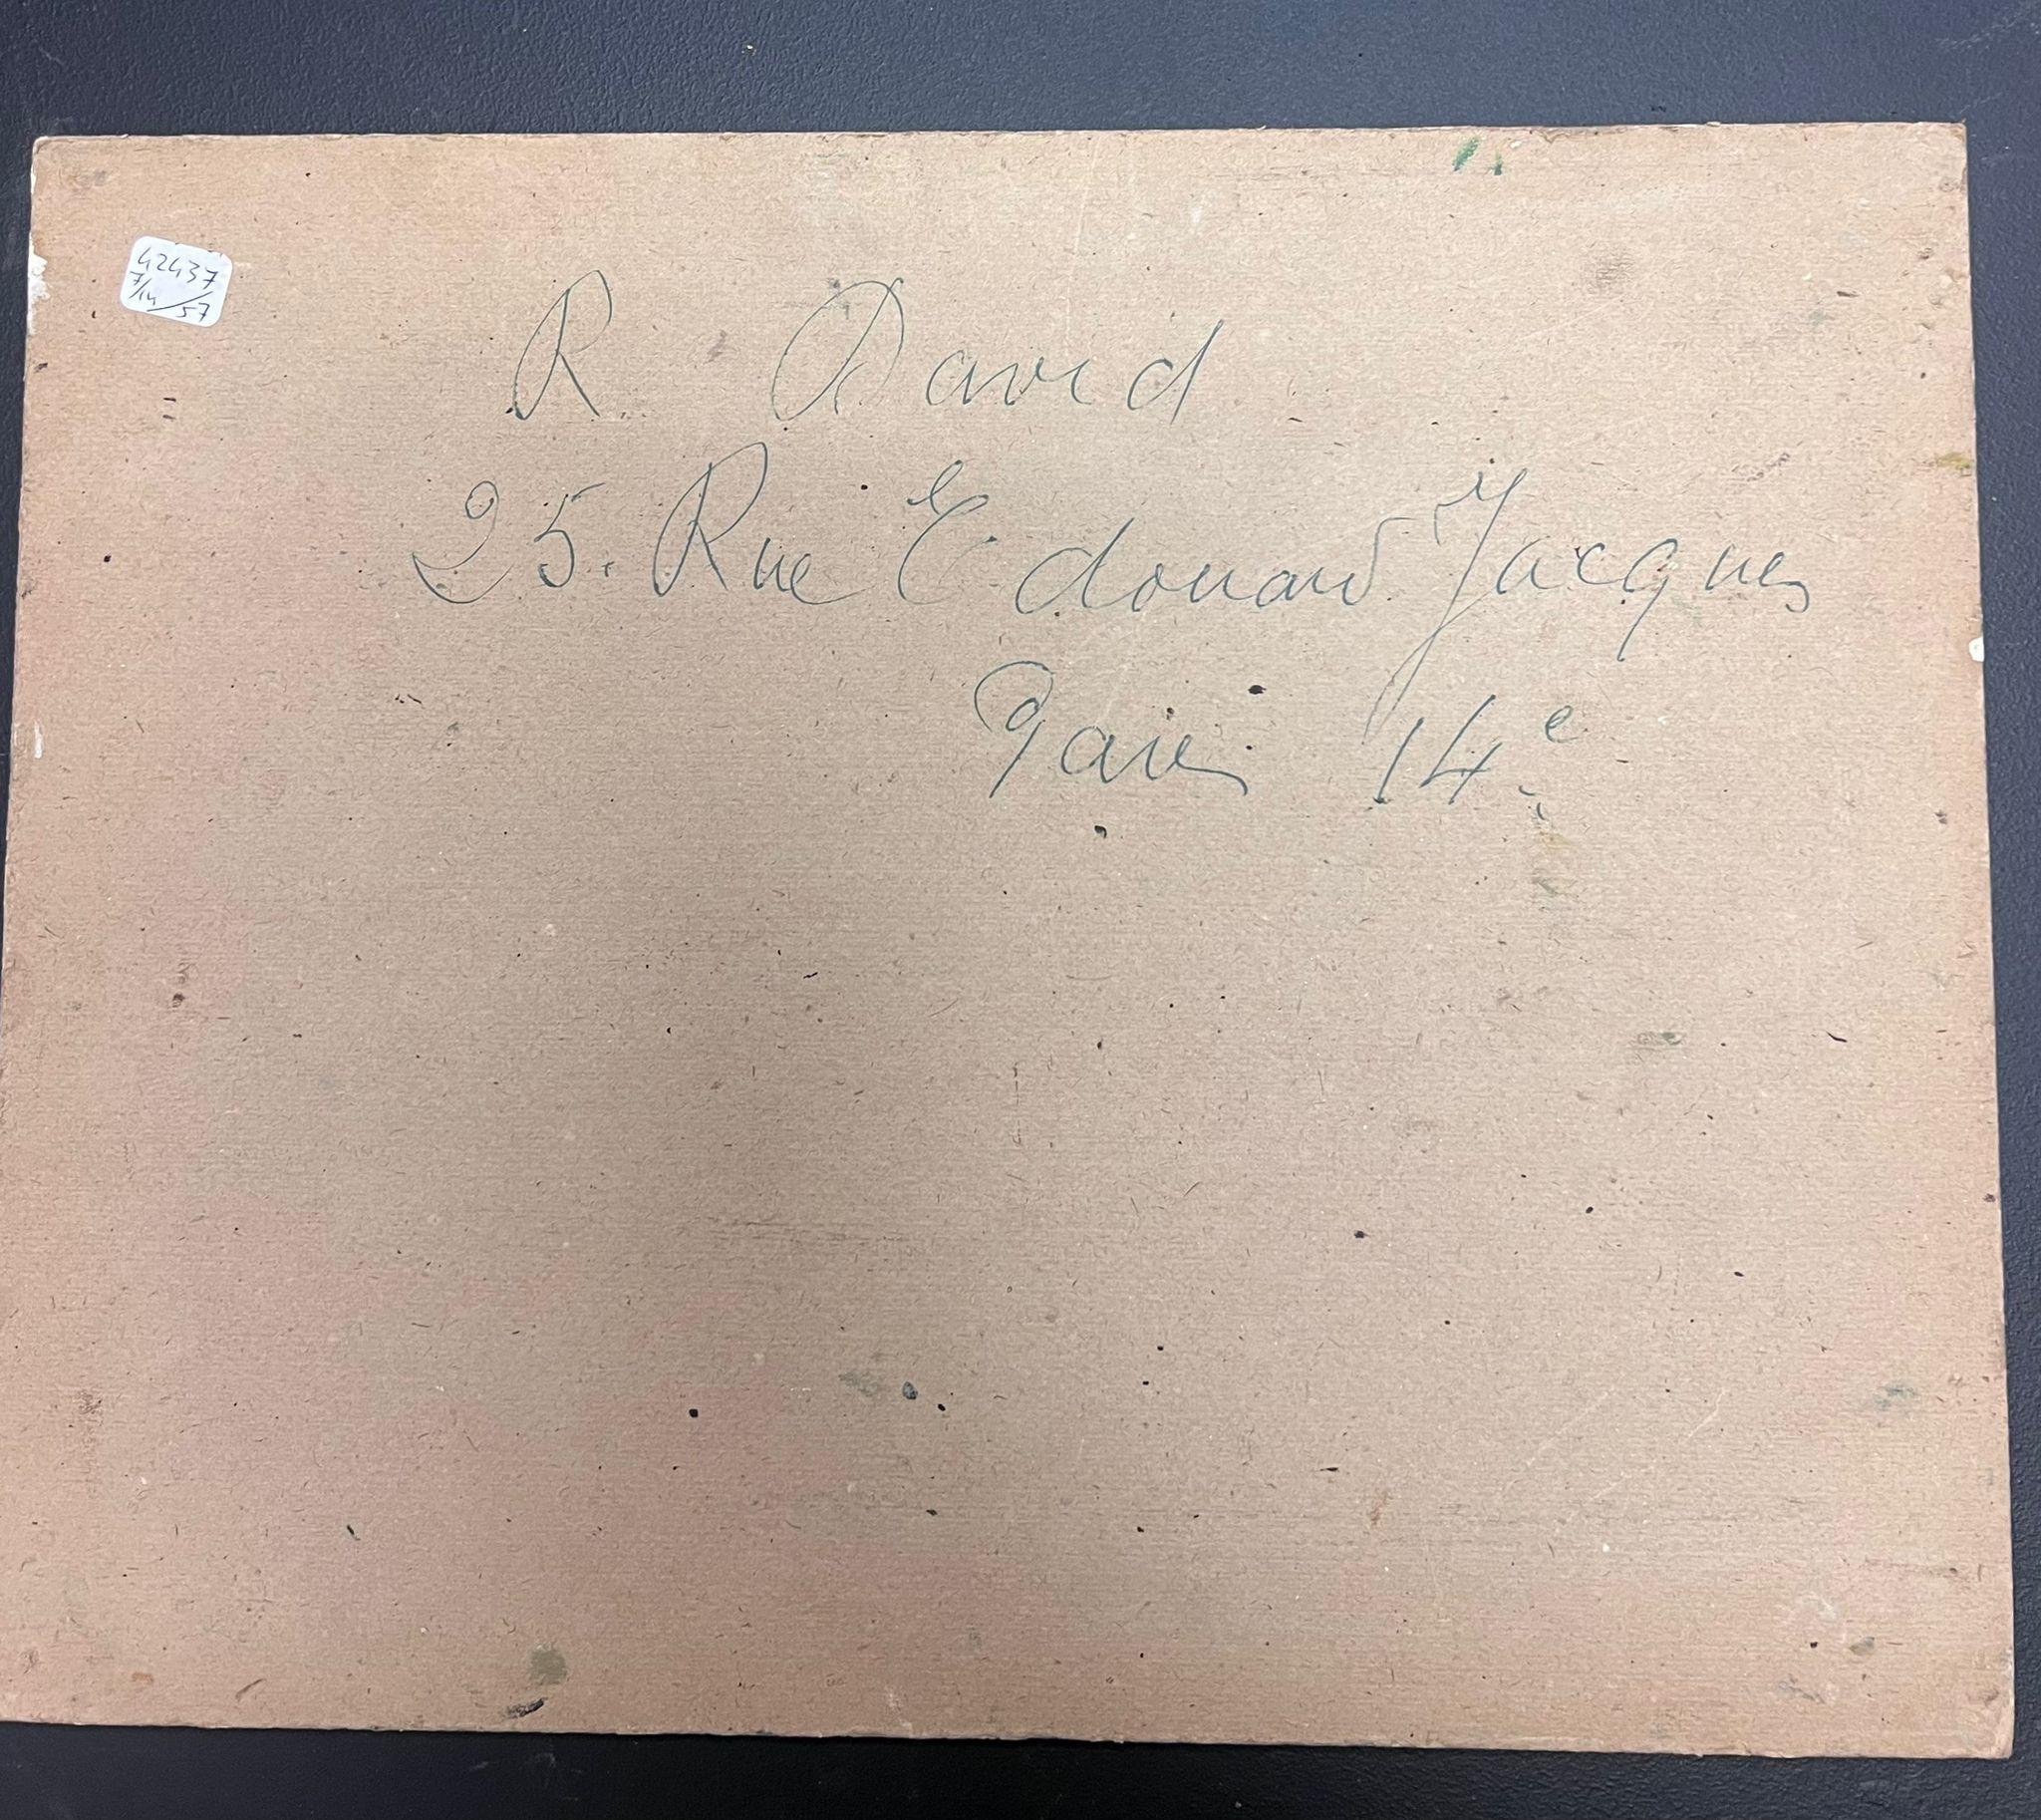 42437
7/14/57
R David
25. Rue Edouard Jacques
Paris 14e